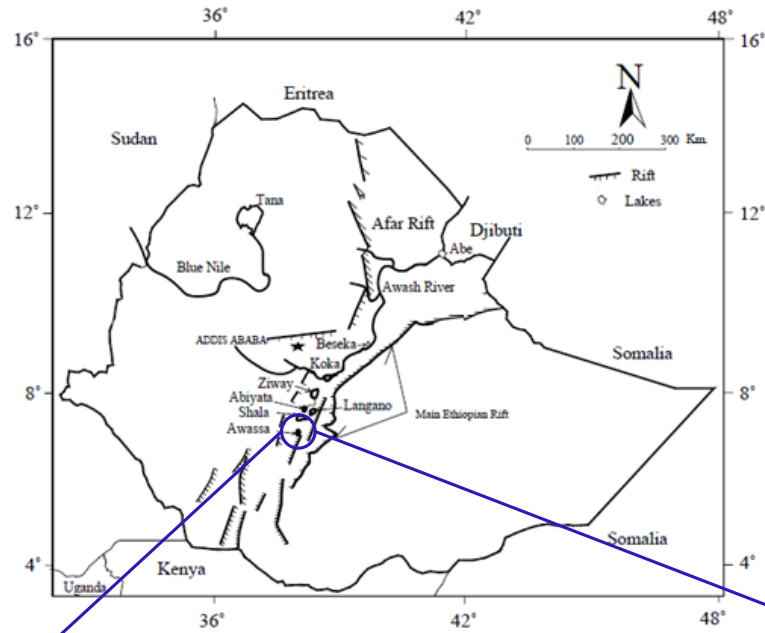 36° 42° 48°
16° 16°
N
Eritrea
Sudan
0 100 200 300 Km.
Rift
Lakes
Tana
12° 12°
Afar Rift
Djibuti
Abe
Blue Nile
Awash River
ADDIS ABABA
Beseka
Somalia
Koka
Ziway
8° 8°
Abiyata
Langano
Shala
Main Ethiopian Rift
Awassa
Somalia
4° 4°
Kenya
Uganda
36° 42° 48°